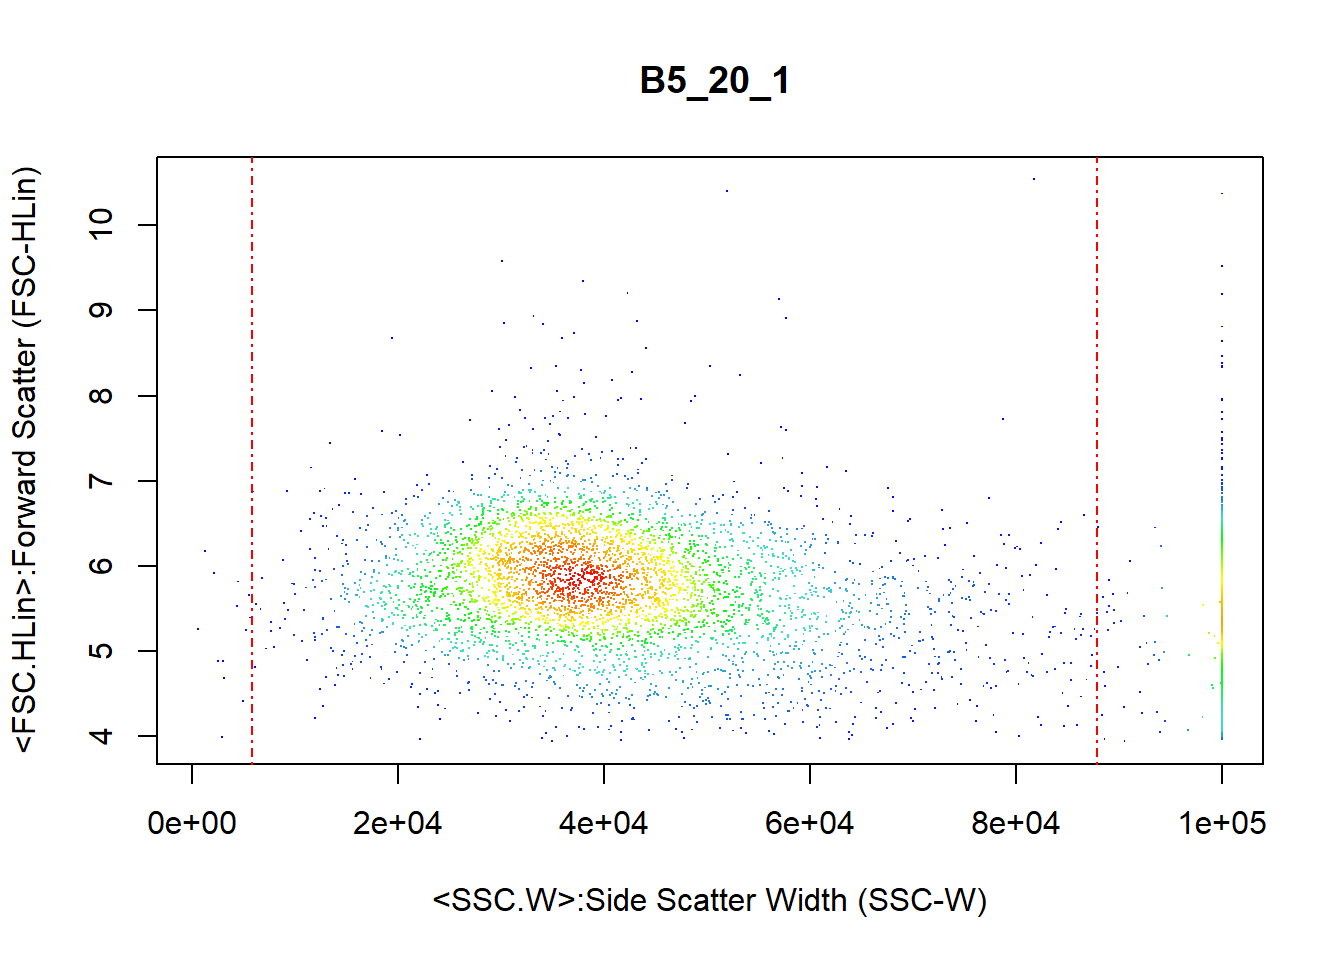 B5_20_1
<FSC.HLin>:Forward Scatter (FSC-HLin)
10
9
8
7
6
5
4
0e+00 2e+04 4e+04 6e+04 8e+04 1e+05
<SSC.W>:Side Scatter Width (SSC-W)